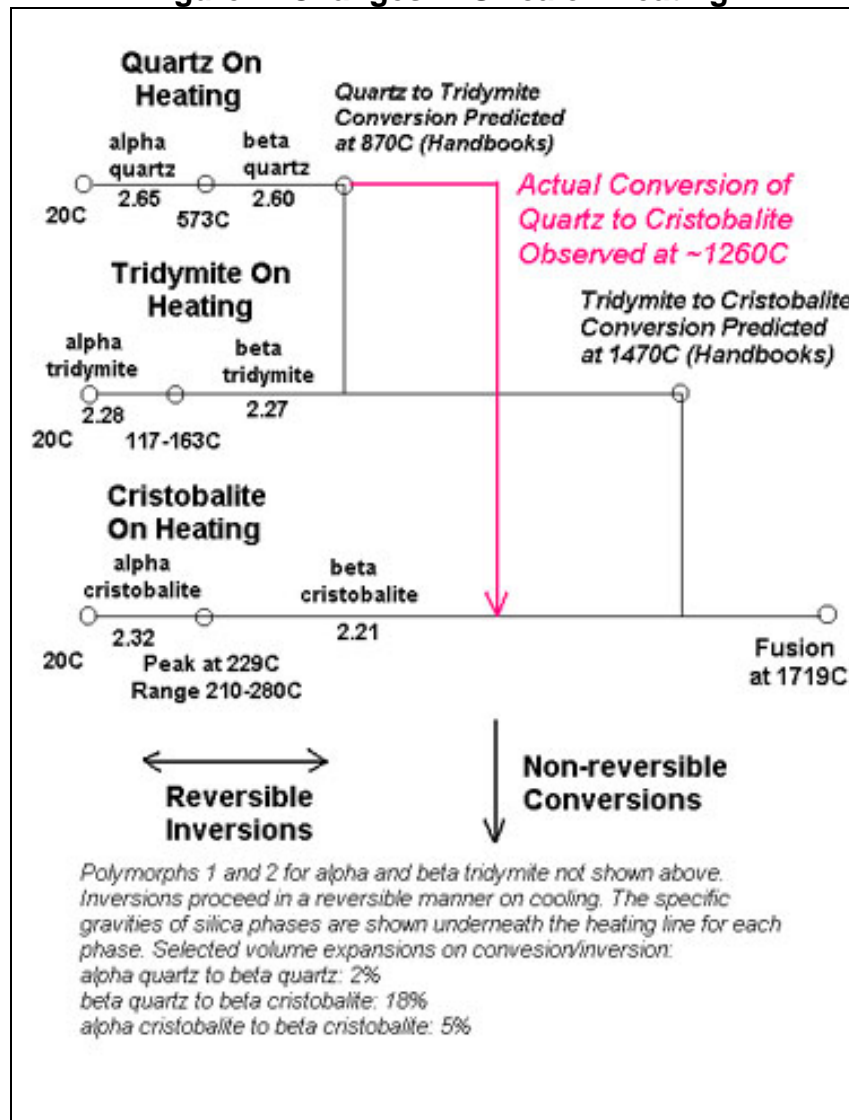 Quartz On
Heating
Quartz to Tridymite
Conversion Predicted
at 870C (Handbooks)
alpha
quartz
beta
quartz
20C
2.65
573C
2.60
Actual Conversion of
Quartz to Cristobalite
Observed at ~1260C
Tridymite On
Heating
Tridymite to Cristobalite
Conversion Predicted
at 1470C (Handbooks)
alpha
tridymite
beta
tridymite
20C
2.28
117-163C
2.27
Cristobalite
On Heating
alpha
cristobalite
beta
cristobalite
20C
2.32
Peak at 229C
Range 210-280C
2.21
Fusion
at 1719C
Reversible
Inversions
Non-reversible
Conversions
Polymorphs 1 and 2 for alpha and beta tridymite not shown above.
Inversions proceed in a reversible manner on cooling. The specific
gravities of silica phases are shown underneath the heating line for each
phase. Selected volume expansions on convesion/inversion:
alpha quartz to beta quartz: 2%
beta quartz to beta cristobalite: 18%
alpha cristobalite to beta cristobalite: 5%